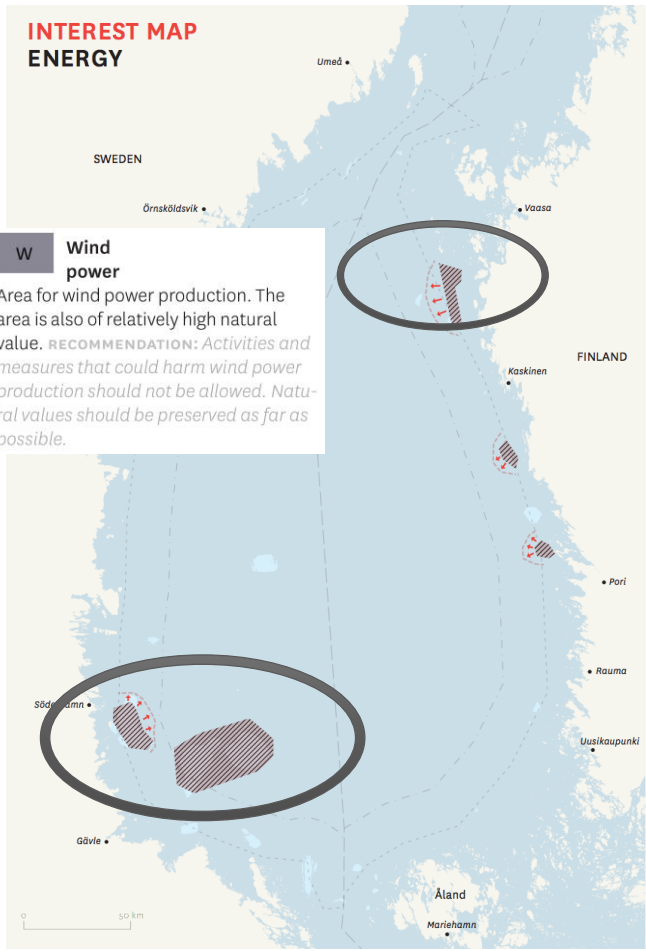 INTEREST MAP
ENERGY
Umeå
SWEDEN
Örnsköldsvik
Vaasa
W
Wind
power
Area for wind power production. The
area is also of relatively high natural
value. RECOMMENDATION: Activities and
measures that could harm wind power
production should not be allowed. Natu-
ral values should be preserved as far as
possible.
FINLAND
Kaskinen
Pori
Rauma
Uusikaupunki
Gävle
Åland
Mariehamn
0
50 km